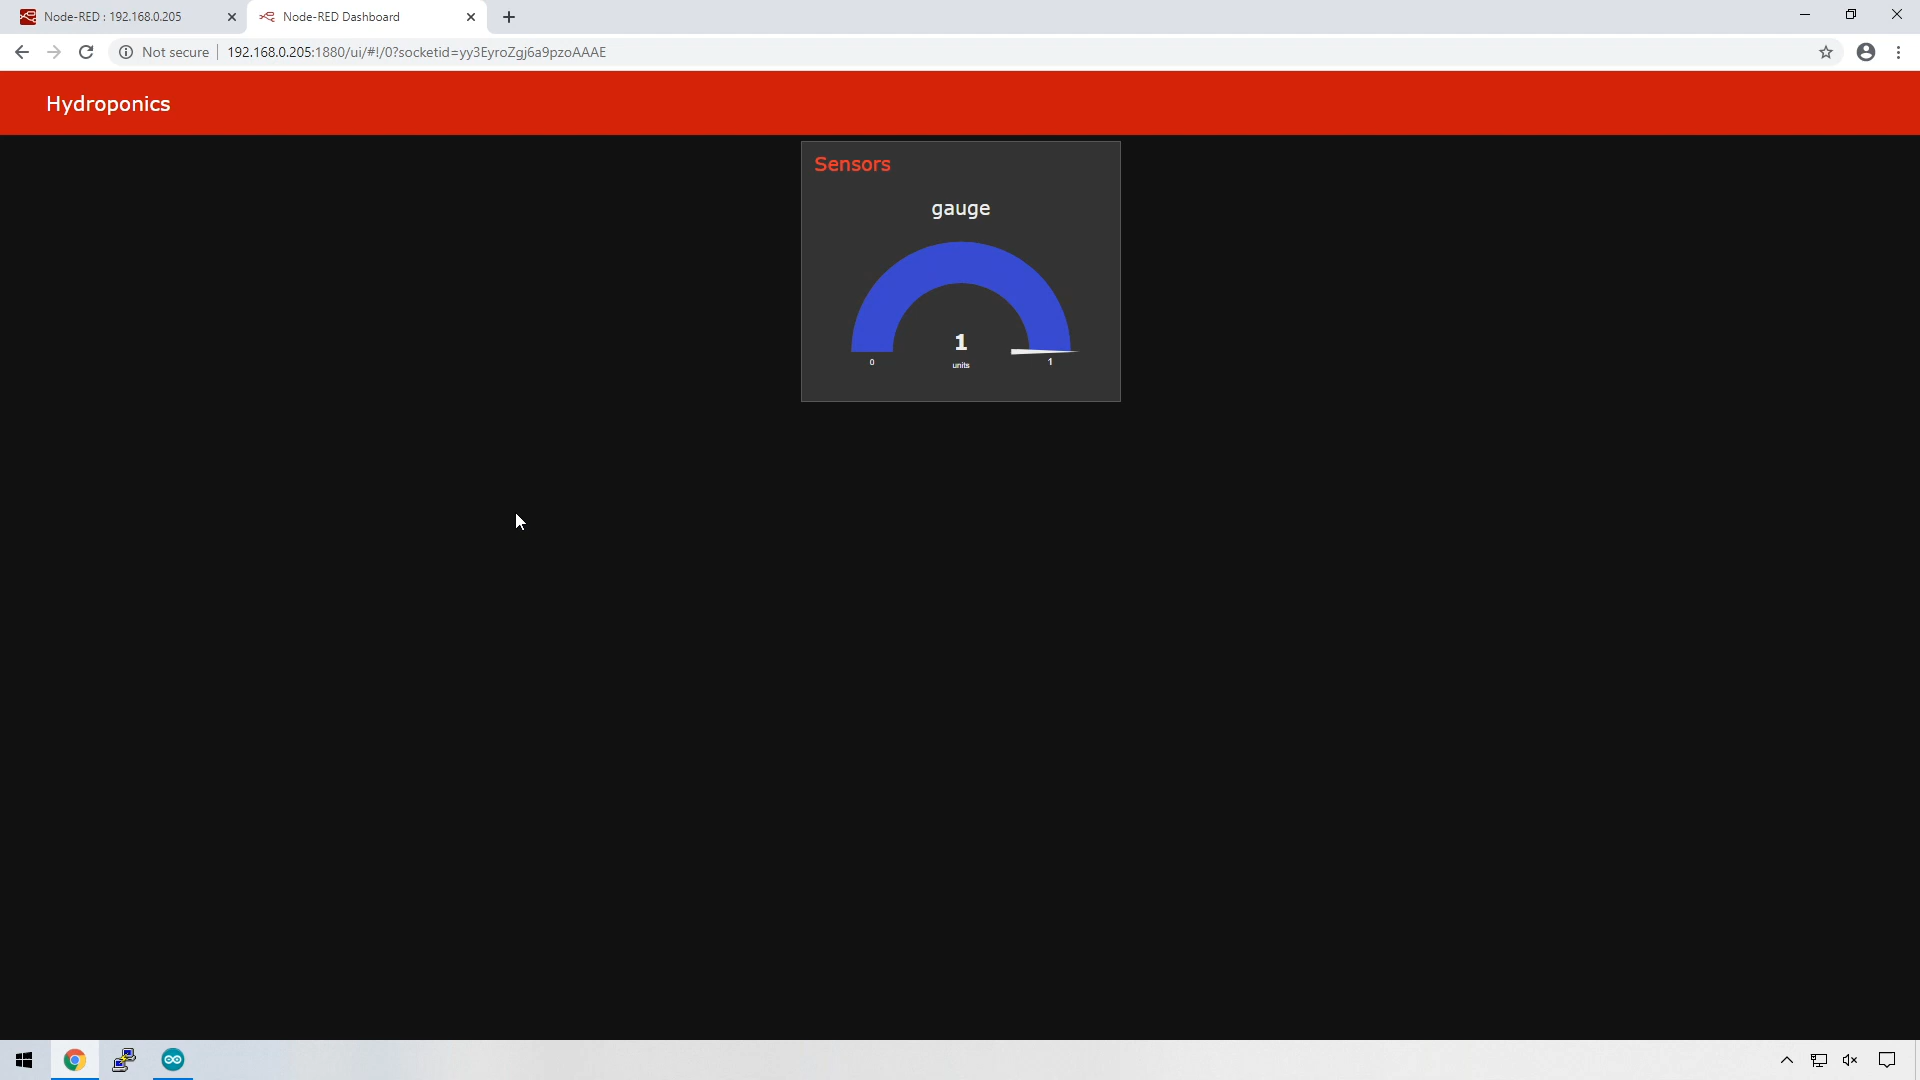 Node-RED : 192.168.0.205
Node-RED Dashboard
Not secure
192.168.0.205:1880/ui/#!/0?socketid=yy3EyroZgj6a9pzoAAAE
Hydroponics
Sensors
gauge
1
units
0
1